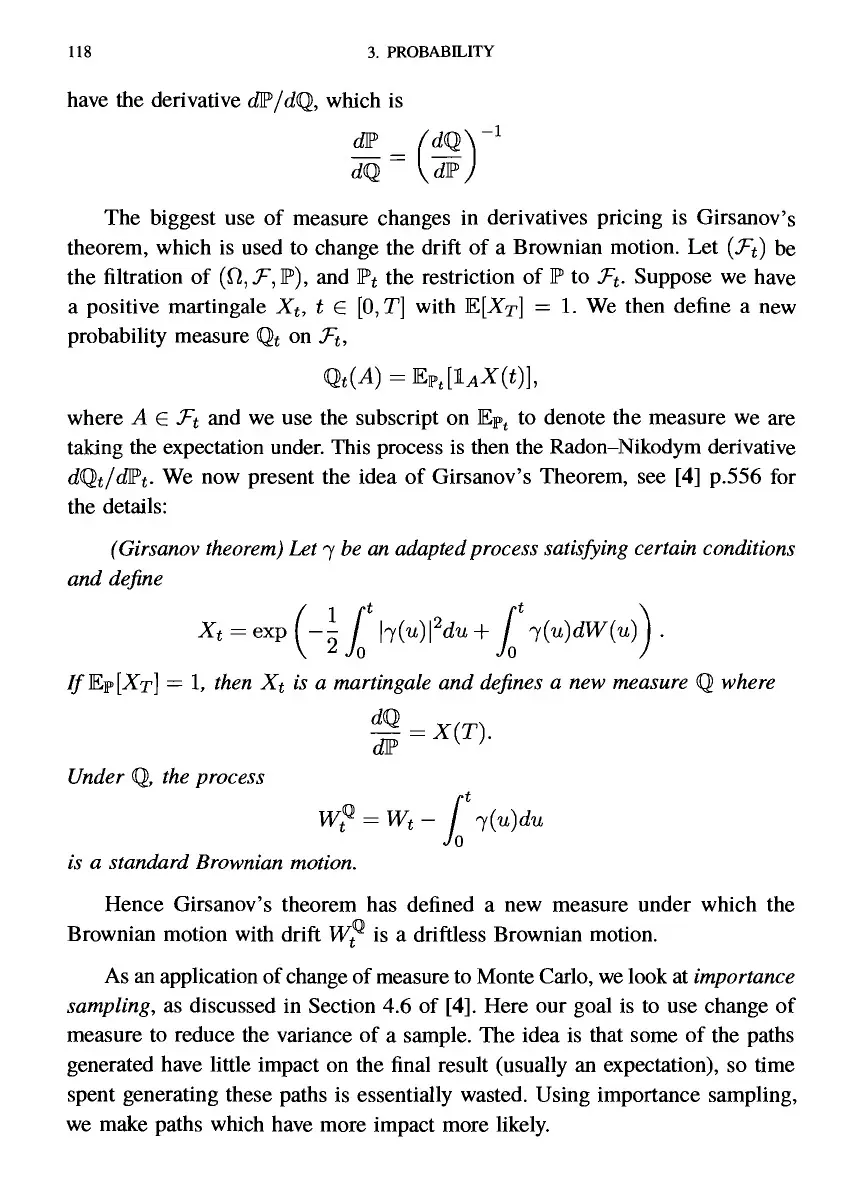 118 3. PROBABILITY
have the derivative dℙ/dℚ, which is
dℙ/dℚ = (dℚ/dℙ)^{-1}
The biggest use of measure changes in derivatives pricing is Girsanov's
theorem, which is used to change the drift of a Brownian motion. Let (ℱ_t) be
the filtration of (Ω, ℱ, ℙ), and ℙ_t the restriction of ℙ to ℱ_t. Suppose we have
a positive martingale X_t, t ∈ [0, T] with 𝔼[X_T] = 1. We then define a new
probability measure ℚ_t on ℱ_t,
ℚ_t(A) = 𝔼_{ℙ_t}[𝟙_A X(t)],
where A ∈ ℱ_t and we use the subscript on 𝔼_{ℙ_t} to denote the measure we are
taking the expectation under. This process is then the Radon–Nikodym derivative
dℚ_t/dℙ_t. We now present the idea of Girsanov's Theorem, see [4] p.556 for
the details:
(Girsanov theorem) Let γ be an adapted process satisfying certain conditions
and define
X_t = exp (−1/2 ∫_0^t |γ(u)|²du + ∫_0^t γ(u)dW(u)) .
If 𝔼_ℙ[X_T] = 1, then X_t is a martingale and defines a new measure ℚ where
dℚ/dℙ = X(T).
Under ℚ, the process
W_t^ℚ = W_t − ∫_0^t γ(u)du
is a standard Brownian motion.
Hence Girsanov's theorem has defined a new measure under which the
Brownian motion with drift W_t^ℚ is a driftless Brownian motion.
As an application of change of measure to Monte Carlo, we look at importance
sampling, as discussed in Section 4.6 of [4]. Here our goal is to use change of
measure to reduce the variance of a sample. The idea is that some of the paths
generated have little impact on the final result (usually an expectation), so time
spent generating these paths is essentially wasted. Using importance sampling,
we make paths which have more impact more likely.